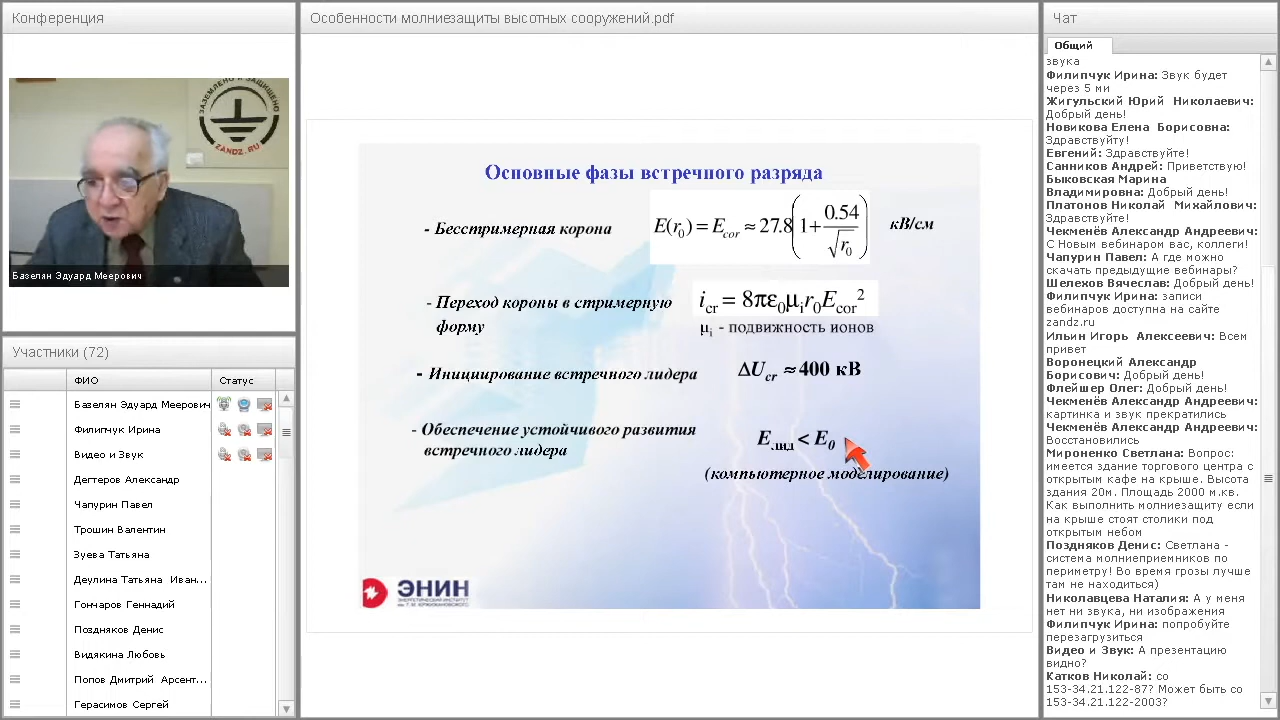 Конференция
ЗАЗЕМЛЕНО И ЗАЩИЩЕНО
ZANDZ.RU
Базелян Эдуард Меерович
Участники (72)
ФИО
Статус
Базелян Эдуард Меерович
Филипчук Ирина
Видео и Звук
Дегтеров Александр
Чапурин Павел
Трошин Валентин
Зуева Татьяна
Деулина Татьяна Иван...
Гончаров Геннадий
Поздняков Денис
Видякина Любовь
Попов Дмитрий Арсент...
Герасимов Сергей
Особенности молниезащиты высотных сооружений.pdf
Основные фазы встречного разряда
- Бесстримерная корона
E(r₀) = E_cor ≈ 27.8(1+0.54/√r₀) кВ/см
- Переход короны в стримерную
форму
i_cr = 8πε₀μᵢr₀E_cor²
μᵢ - подвижность ионов
- Инициирование встречного лидера
ΔU_cr ≈ 400 кВ
- Обеспечение устойчивого развития
встречного лидера
E_лид < E₀
(компьютерное моделирование)
ЭНИН
ЭНЕРГЕТИЧЕСКИЙ ИНСТИТУТ
им. Г.М. КРЖИЖАНОВСКОГО
Чат
Общий
звука
Филипчук Ирина: Звук будет
через 5 ми
Жигульский Юрий Николаевич:
Добрый день!
Новикова Елена Борисовна:
Здравствуйту!
Евгений: Здравствуйте!
Санников Андрей: Приветствую!
Быковская Марина
Владимировна: Добрый день!
Платонов Николай Михайлович:
Здравствуйте!
Чекменёв Александр Андреевич:
С Новым вебинаром вас, коллеги!
Чапурин Павел: А где можно
скачать предыдущие вебинары?
Шелехов Вячеслав: Добрый день!
Филипчук Ирина: записи
вебинаров доступна на сайте
zandz.ru
Ильин Игорь Алексеевич: Всем
привет
Воронецкий Александр
Борисович: Добрый день!
Флейшер Олег: Добрый день!
Чекменёв Александр Андреевич:
картинка и звук прекратились
Чекменёв Александр Андреевич:
Восстановились
Мироненко Светлана: Вопрос:
имеется здание торгового центра с
открытым кафе на крыше. Высота
здания 20м. Площадь 2000 м.кв.
Как выполнить молниезащиту если
на крыше стоят столики под
открытым небом
Поздняков Денис: Светлана -
система молниеприемников по
периметру! Во время грозы лучше
там не находиться)
Николавцева Наталия: А у меня
нет ни звука, ни изображения
Филипчук Ирина: попробуйте
перезагрузиться
Видео и Звук: А презентацию
видно?
Катков Николай: со
153-34.21.122-87? Может быть со
153-34.21.122-2003?